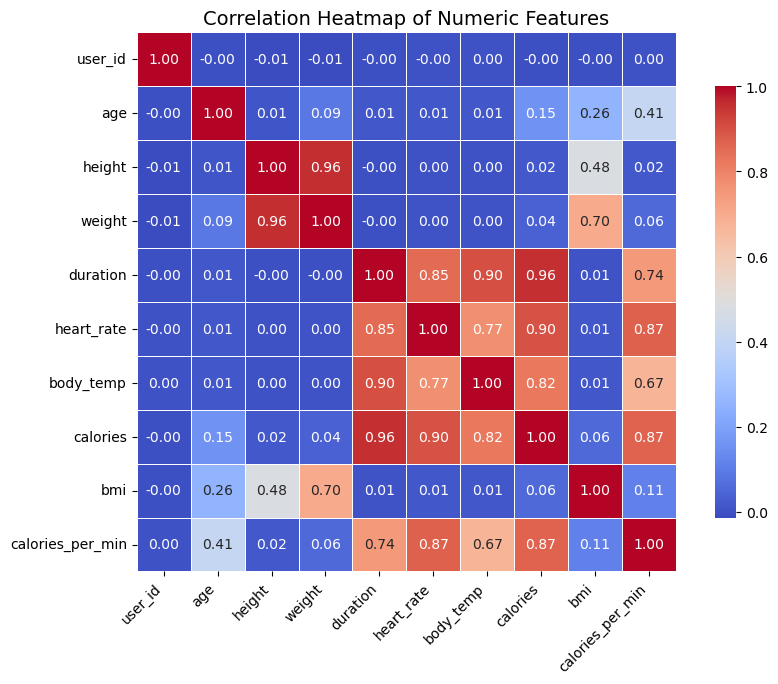 Correlation Heatmap of Numeric Features
user_id 1.00 -0.00 -0.01 -0.01 -0.00 -0.00 0.00 -0.00 -0.00 0.00
age -0.00 1.00 0.01 0.09 0.01 0.01 0.01 0.15 0.26 0.41
height -0.01 0.01 1.00 0.96 -0.00 0.00 0.00 0.02 0.48 0.02
weight -0.01 0.09 0.96 1.00 -0.00 0.00 0.00 0.04 0.70 0.06
duration -0.00 0.01 -0.00 -0.00 1.00 0.85 0.90 0.96 0.01 0.74
heart_rate -0.00 0.01 0.00 0.00 0.85 1.00 0.77 0.90 0.01 0.87
body_temp 0.00 0.01 0.00 0.00 0.90 0.77 1.00 0.82 0.01 0.67
calories -0.00 0.15 0.02 0.04 0.96 0.90 0.82 1.00 0.06 0.87
bmi -0.00 0.26 0.48 0.70 0.01 0.01 0.01 0.06 1.00 0.11
calories_per_min 0.00 0.41 0.02 0.06 0.74 0.87 0.67 0.87 0.11 1.00
user_id age height weight duration heart_rate body_temp calories bmi calories_per_min
1.0
0.8
0.6
0.4
0.2
0.0